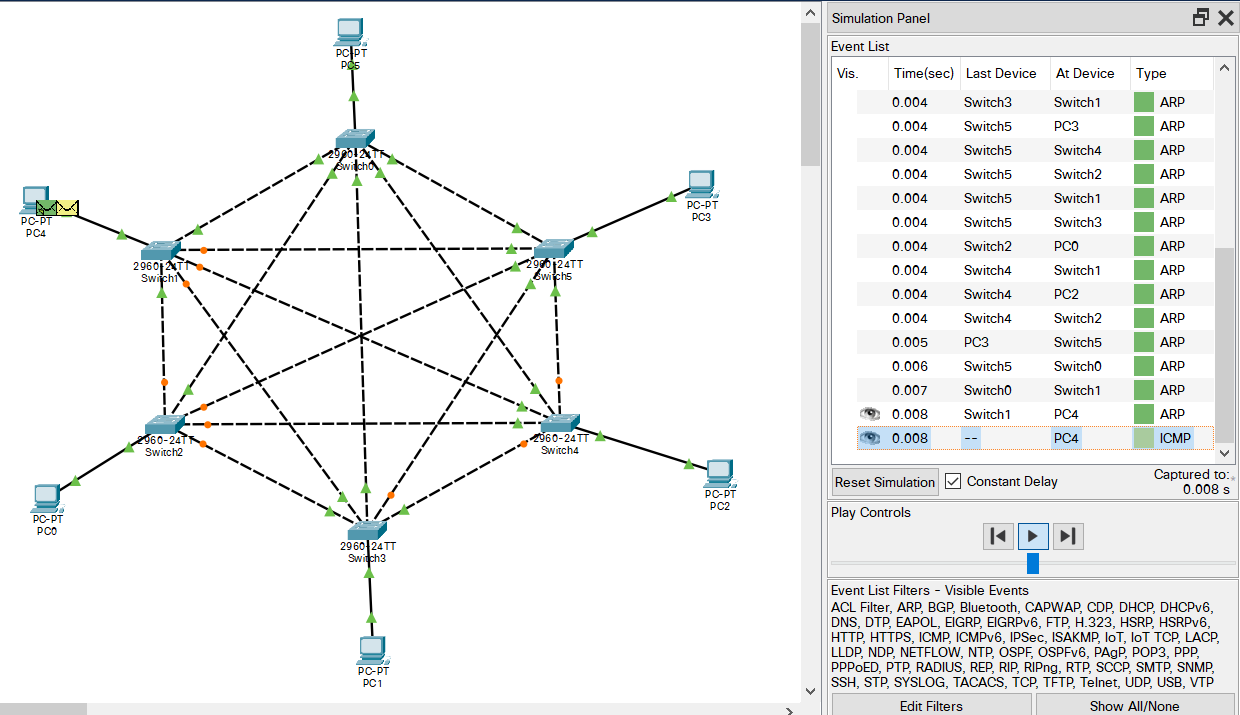 PC-PT
PC5
2960-24TT
Switch0
PC-PT
PC4
PC-PT
PC3
2960-24TT
Switch1
2960-24TT
Switch5
2960-24TT
Switch2
2960-24TT
Switch4
PC-PT
PC0
PC-PT
PC2
2960-24TT
Switch3
PC-PT
PC1
Simulation Panel
Event List
Vis. Time(sec) Last Device At Device Type
0.004 Switch3 Switch1 ARP
0.004 Switch5 PC3 ARP
0.004 Switch5 Switch4 ARP
0.004 Switch5 Switch2 ARP
0.004 Switch5 Switch1 ARP
0.004 Switch5 Switch3 ARP
0.004 Switch2 PC0 ARP
0.004 Switch4 Switch1 ARP
0.004 Switch4 PC2 ARP
0.004 Switch4 Switch2 ARP
0.005 PC3 Switch5 ARP
0.006 Switch5 Switch0 ARP
0.007 Switch0 Switch1 ARP
0.008 Switch1 PC4 ARP
0.008 -- PC4 ICMP
Reset Simulation Constant Delay Captured to:
0.008 s
Play Controls
Event List Filters - Visible Events
ACL Filter, ARP, BGP, Bluetooth, CAPWAP, CDP, DHCP, DHCPv6,
DNS, DTP, EAPOL, EIGRP, EIGRPv6, FTP, H.323, HSRP, HSRPv6,
HTTP, HTTPS, ICMP, ICMPv6, IPSec, ISAKMP, IoT, IoT TCP, LACP,
LLDP, NDP, NETFLOW, NTP, OSPF, OSPFv6, PAgP, POP3, PPP,
PPPoED, PTP, RADIUS, REP, RIP, RIPng, RTP, SCCP, SMTP, SNMP,
SSH, STP, SYSLOG, TACACS, TCP, TFTP, Telnet, UDP, USB, VTP
Edit Filters Show All/None